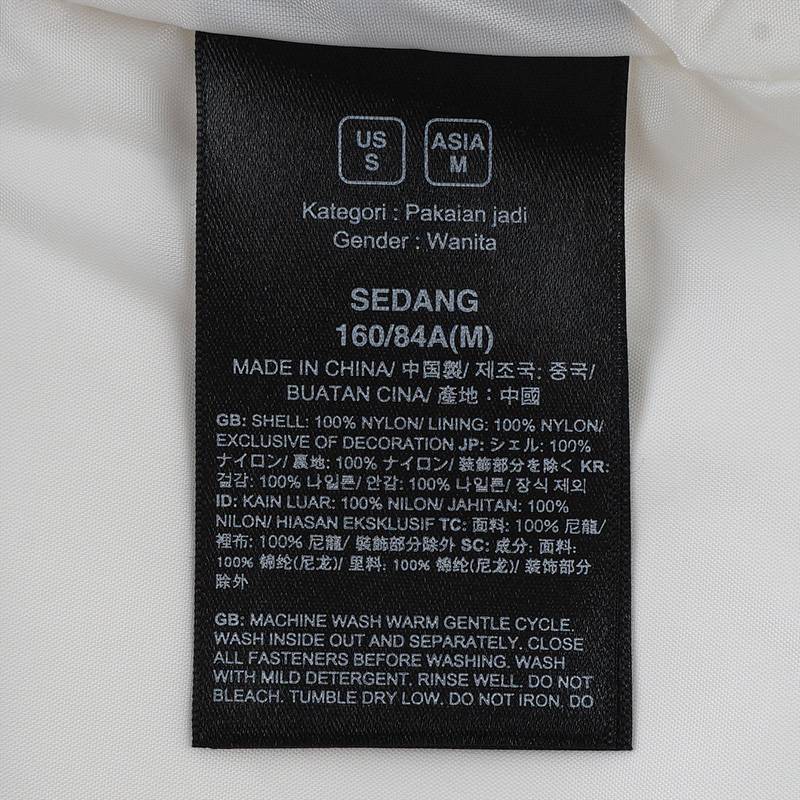 US
S
ASIA
M
Kategori : Pakaian jadi
Gender : Wanita
SEDANG
160/84A(M)
MADE IN CHINA/ 中国製/ 제조국: 중국/
BUATAN CINA/ 產地：中國
GB: SHELL: 100% NYLON/ LINING: 100% NYLON/
EXCLUSIVE OF DECORATION JP: シェル: 100%
ナイロン/ 裏地: 100% ナイロン/ 装飾部分を除く KR:
겉감: 100% 나일론/ 안감: 100% 나일론/ 장식 제외
ID: KAIN LUAR: 100% NILON/ JAHITAN: 100%
NILON/ HIASAN EKSKLUSIF TC: 面料: 100% 尼龍/
裡布: 100% 尼龍/ 裝飾部分除外 SC: 成分: 面料:
100% 锦纶(尼龙)/ 里料: 100% 锦纶(尼龙)/ 装饰部分
除外
GB: MACHINE WASH WARM GENTLE CYCLE.
WASH INSIDE OUT AND SEPARATELY. CLOSE
ALL FASTENERS BEFORE WASHING. WASH
WITH MILD DETERGENT. RINSE WELL. DO NOT
BLEACH. TUMBLE DRY LOW. DO NOT IRON. DO